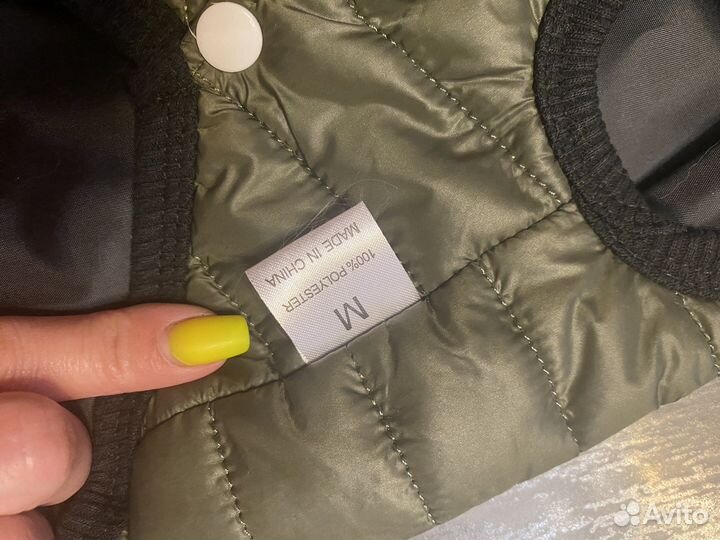 M
100% POLYESTER
MADE IN CHINA
Avito